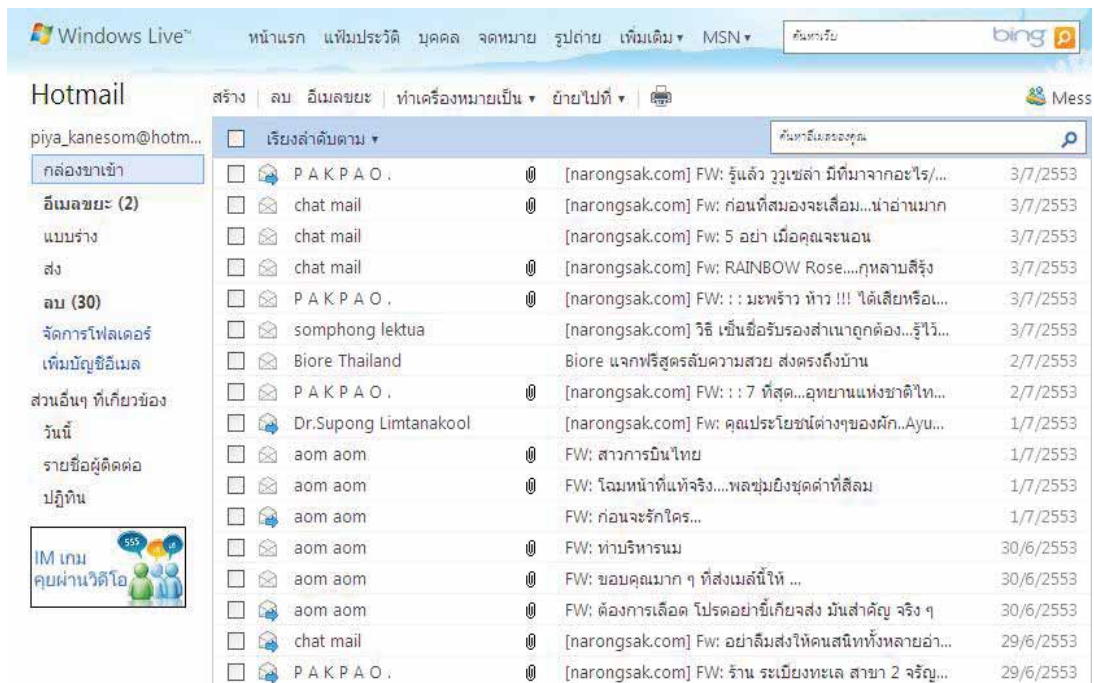 Windows Live™ หน้าแรก แฟ้มประวัติ บุคคล จดหมาย รูปถ่าย เพิ่มเติม MSN ค้นหาเว็บ bing
Hotmail สร้าง ลบ อีเมลขยะ ทำเครื่องหมายเป็น ย้ายไปที่ Mess
piya_kanesom@hotm... เรียงลำดับตาม ค้นหาอีเมลของคุณ
กล่องขาเข้า
อีเมลขยะ (2)
แบบร่าง
ส่ง
ลบ (30)
จัดการโฟลเดอร์
เพิ่มบัญชีอีเมล
ส่วนอื่นๆ ที่เกี่ยวข้อง
วันนี้
รายชื่อผู้ติดต่อ
ปฏิทิน
555
IM เกม
คุยผ่านวิดีโอ
P A K P A O . [narongsak.com] FW: รู้แล้ว วูวูเซล่า มีที่มาจากอะไร/... 3/7/2553
chat mail [narongsak.com] Fw: ก่อนที่สมองจะเสื่อม...น่าอ่านมาก 3/7/2553
chat mail [narongsak.com] Fw: 5 อย่า เมื่อคุณจะนอน 3/7/2553
chat mail [narongsak.com] Fw: RAINBOW Rose....กุหลาบสีรุ้ง 3/7/2553
P A K P A O . [narongsak.com] FW: : : มะพร้าว ห้าว !!! ได้เสียหรือเ... 3/7/2553
somphong lektua [narongsak.com] วิธี เซ็นชื่อรับรองสำเนาถูกต้อง...รู้ไว้... 3/7/2553
Biore Thailand Biore แจกฟรีสูตรลับความสวย ส่งตรงถึงบ้าน 2/7/2553
P A K P A O . [narongsak.com] FW: : : 7 ที่สุด...อุทยานแห่งชาติไท... 2/7/2553
Dr.Supong Limtanakool [narongsak.com] Fw: คุณประโยชน์ต่างๆของผัก..Ayu... 1/7/2553
aom aom FW: สาวการบินไทย 1/7/2553
aom aom FW: โฉมหน้าที่แท้จริง....พลซุ่มยิงชุดดำที่สีลม 1/7/2553
aom aom FW: ก่อนจะรักใคร... 1/7/2553
aom aom FW: ท่าบริหารนม 30/6/2553
aom aom FW: ขอบคุณมาก ๆ ที่ส่งเมล์นี้ให้ ... 30/6/2553
aom aom FW: ต้องการเลือด โปรดอย่าขี้เกียจส่ง มันสำคัญ จริง ๆ 30/6/2553
chat mail [narongsak.com] Fw: อย่าลืมส่งให้คนสนิททั้งหลายอ่า... 29/6/2553
P A K P A O . [narongsak.com] FW: ร้าน ระเบียงทะเล สาขา 2 จรัญ... 29/6/2553